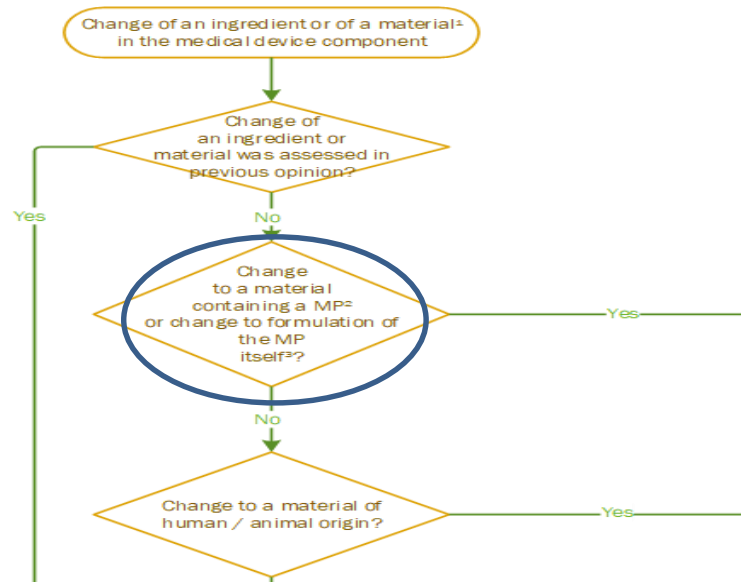 Change of an ingredient or of a material¹
in the medical device component
Change of
an ingredient or
material was assessed in
previous opinion?
Yes
No
Change
to a material
containing a MP²
or change to formulation of
the MP
itself³?
Yes
No
Change to a material of
human / animal origin?
Yes